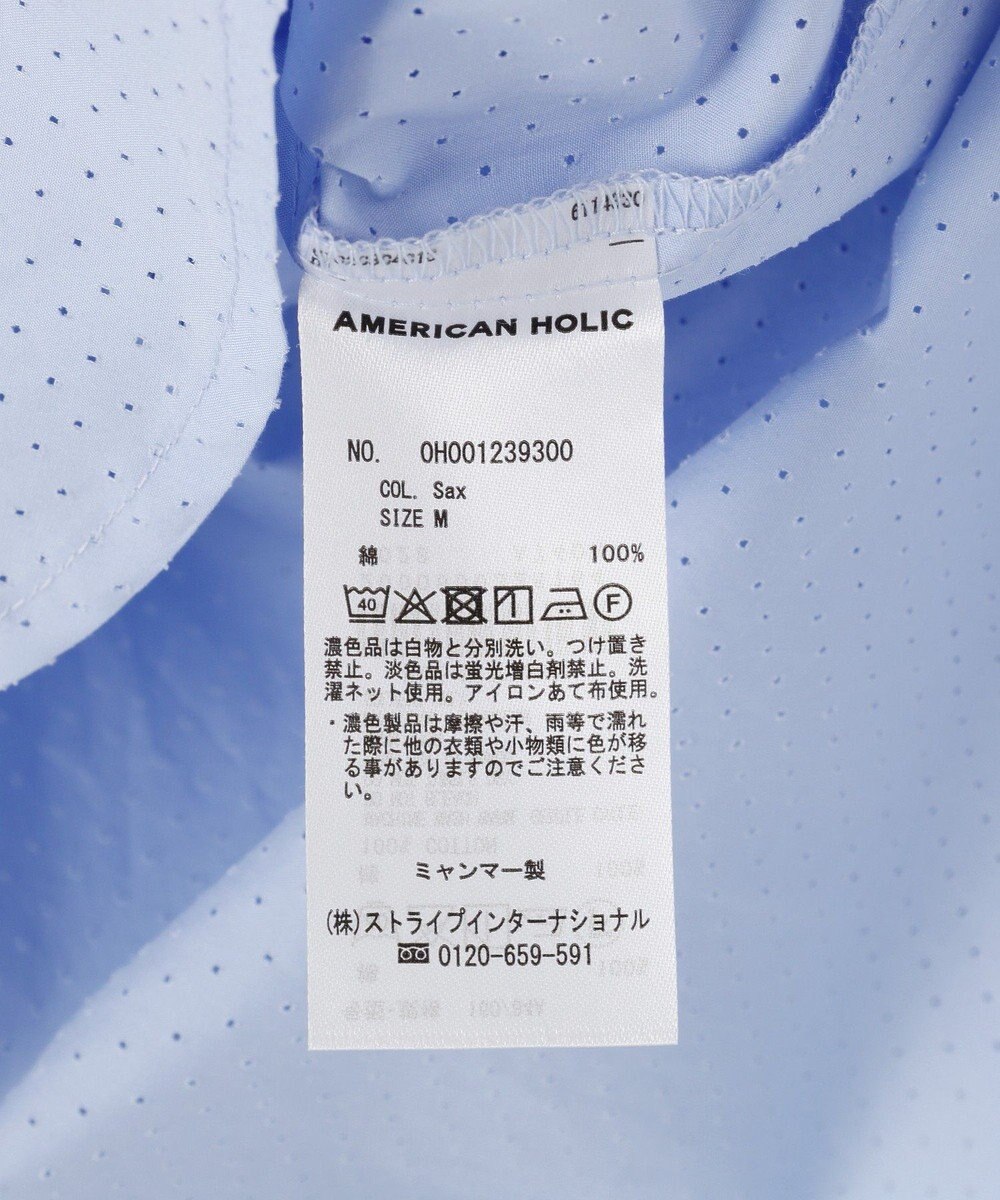 AMERICAN HOLIC
NO. 0H001239300
COL. Sax
SIZE M
綿 100%
40 F
濃色品は白物と分別洗い。つけ置き
禁止。淡色品は蛍光増白剤禁止。洗
濯ネット使用。アイロンあて布使用。
・濃色製品は摩擦や汗、雨等で濡れ
た際に他の衣類や小物類に色が移
る事がありますのでご注意くださ
い。
ミャンマー製
(株)ストライプインターナショナル
0120-659-591